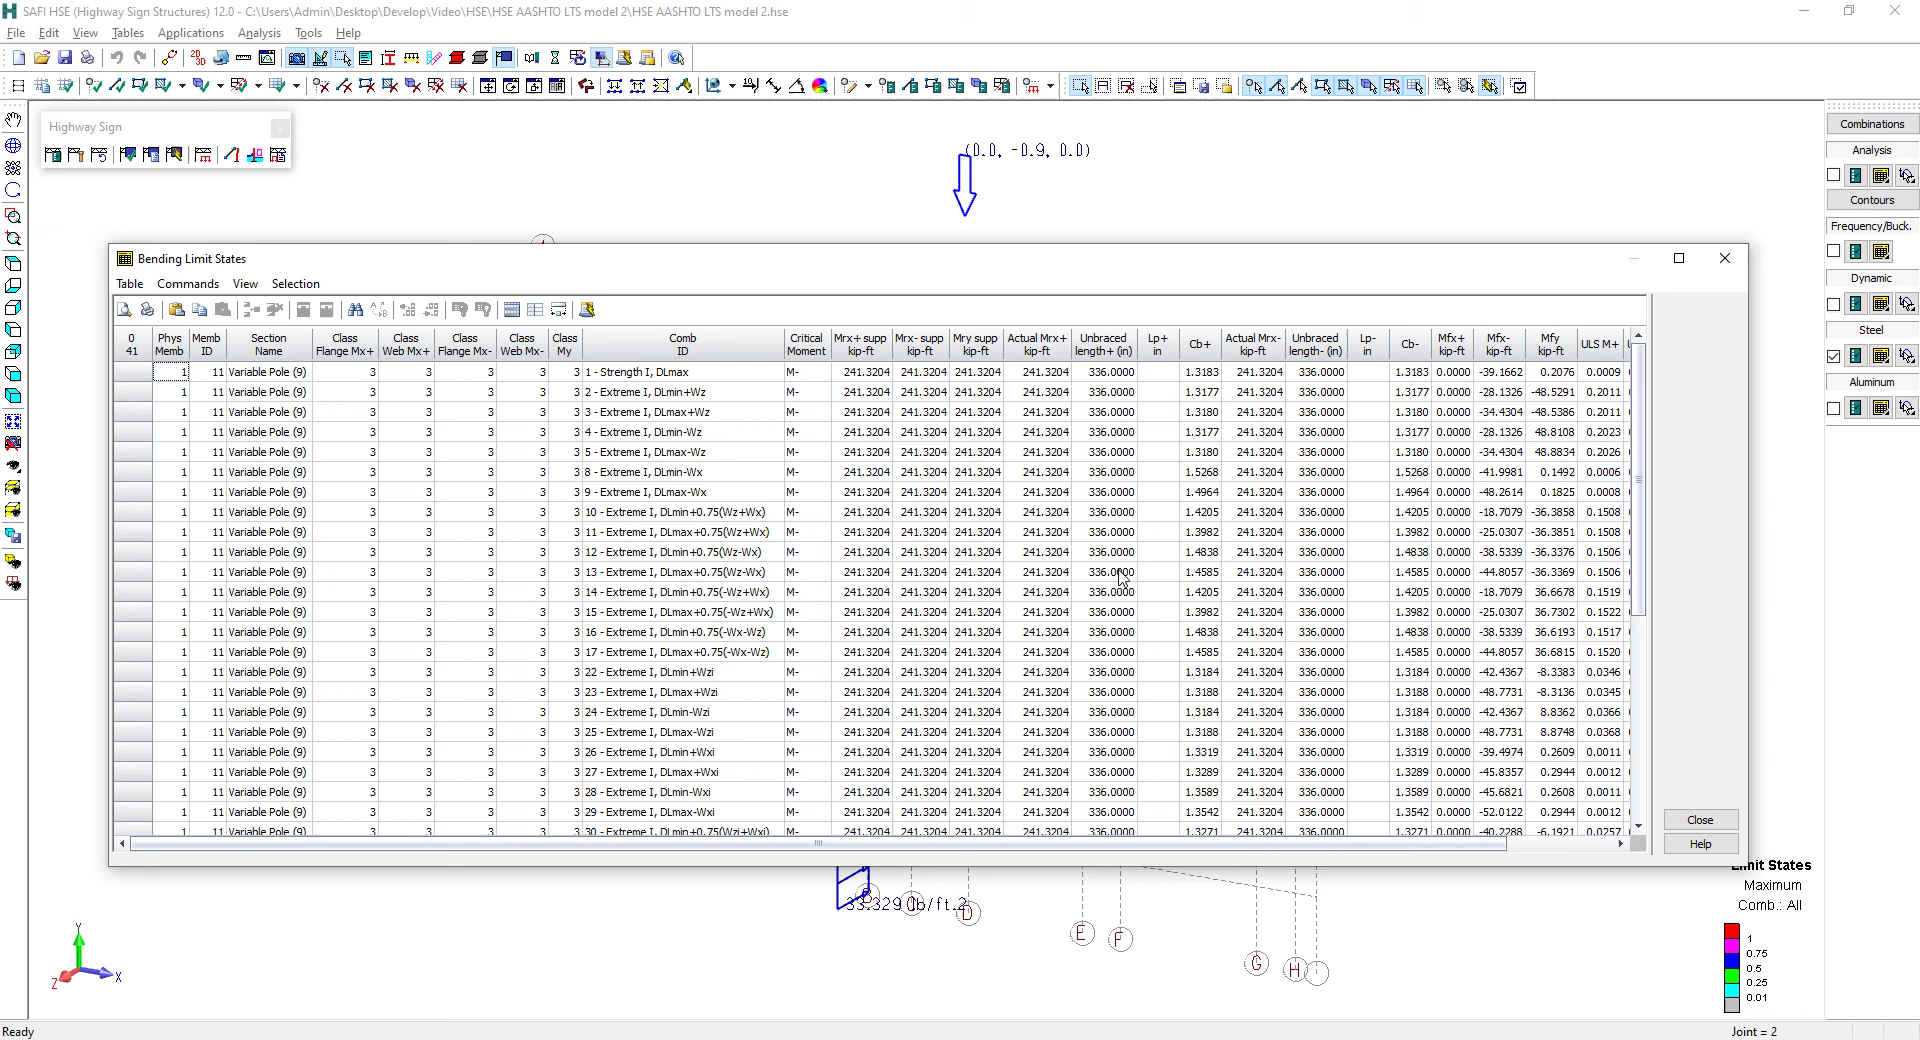 SAFI HSE (Highway Sign Structures) 12.0 - C:\Users\Admin\Desktop\Develop\Video\HSE\HSE AASHTO LTS model 2\HSE AASHTO LTS model 2.hse
File Edit View Tables Applications Analysis Tools Help
Highway Sign
(0.0, -0.9, 0.0)
Combinations
Analysis
Contours
Frequency/Buck.
Dynamic
Steel
Aluminum
Bending Limit States
Table Commands View Selection
0 Phys Memb Section Class Class Class Class Class Comb Critical Mrx+ supp Mrx- supp Mry supp Actual Mrx+ Unbraced Lp+ Cb+ Actual Mrx- Unbraced Lp- Cb- Mfx+ Mfx- Mfy ULS M+
41 Memb ID Name Flange Mx+ Web Mx+ Flange Mx- Web Mx- My ID Moment kip-ft kip-ft kip-ft kip-ft length+ (in) in kip-ft length- (in) in kip-ft kip-ft kip-ft
1 11 Variable Pole (9) 3 3 3 3 3 1 - Strength I, DLmax M- 241.3204 241.3204 241.3204 241.3204 336.0000 1.3183 241.3204 336.0000 1.3183 0.0000 -39.1662 0.2076 0.0009
1 11 Variable Pole (9) 3 3 3 3 3 2 - Extreme I, DLmin+Wz M- 241.3204 241.3204 241.3204 241.3204 336.0000 1.3177 241.3204 336.0000 1.3177 0.0000 -28.1326 -48.5291 0.2011
1 11 Variable Pole (9) 3 3 3 3 3 3 - Extreme I, DLmax+Wz M- 241.3204 241.3204 241.3204 241.3204 336.0000 1.3180 241.3204 336.0000 1.3180 0.0000 -34.4304 -48.5386 0.2011
1 11 Variable Pole (9) 3 3 3 3 3 4 - Extreme I, DLmin-Wz M- 241.3204 241.3204 241.3204 241.3204 336.0000 1.3177 241.3204 336.0000 1.3177 0.0000 -28.1326 48.8108 0.2023
1 11 Variable Pole (9) 3 3 3 3 3 5 - Extreme I, DLmax-Wz M- 241.3204 241.3204 241.3204 241.3204 336.0000 1.3180 241.3204 336.0000 1.3180 0.0000 -34.4304 48.8834 0.2026
1 11 Variable Pole (9) 3 3 3 3 3 8 - Extreme I, DLmin-Wx M- 241.3204 241.3204 241.3204 241.3204 336.0000 1.5268 241.3204 336.0000 1.5268 0.0000 -41.9981 0.1492 0.0006
1 11 Variable Pole (9) 3 3 3 3 3 9 - Extreme I, DLmax-Wx M- 241.3204 241.3204 241.3204 241.3204 336.0000 1.4964 241.3204 336.0000 1.4964 0.0000 -48.2614 0.1825 0.0008
1 11 Variable Pole (9) 3 3 3 3 3 10 - Extreme I, DLmin+0.75(Wz+Wx) M- 241.3204 241.3204 241.3204 241.3204 336.0000 1.4205 241.3204 336.0000 1.4205 0.0000 -18.7079 -36.3858 0.1508
1 11 Variable Pole (9) 3 3 3 3 3 11 - Extreme I, DLmax+0.75(Wz+Wx) M- 241.3204 241.3204 241.3204 241.3204 336.0000 1.3982 241.3204 336.0000 1.3982 0.0000 -25.0307 -36.3851 0.1508
1 11 Variable Pole (9) 3 3 3 3 3 12 - Extreme I, DLmin+0.75(Wz-Wx) M- 241.3204 241.3204 241.3204 241.3204 336.0000 1.4838 241.3204 336.0000 1.4838 0.0000 -38.5339 -36.3376 0.1506
1 11 Variable Pole (9) 3 3 3 3 3 13 - Extreme I, DLmax+0.75(Wz-Wx) M- 241.3204 241.3204 241.3204 241.3204 336.0000 1.4585 241.3204 336.0000 1.4585 0.0000 -44.8057 -36.3369 0.1506
1 11 Variable Pole (9) 3 3 3 3 3 14 - Extreme I, DLmin+0.75(-Wz+Wx) M- 241.3204 241.3204 241.3204 241.3204 336.0000 1.4205 241.3204 336.0000 1.4205 0.0000 -18.7079 36.6678 0.1519
1 11 Variable Pole (9) 3 3 3 3 3 15 - Extreme I, DLmax+0.75(-Wz+Wx) M- 241.3204 241.3204 241.3204 241.3204 336.0000 1.3982 241.3204 336.0000 1.3982 0.0000 -25.0307 36.7302 0.1522
1 11 Variable Pole (9) 3 3 3 3 3 16 - Extreme I, DLmin+0.75(-Wx-Wz) M- 241.3204 241.3204 241.3204 241.3204 336.0000 1.4838 241.3204 336.0000 1.4838 0.0000 -38.5339 36.6193 0.1517
1 11 Variable Pole (9) 3 3 3 3 3 17 - Extreme I, DLmax+0.75(-Wx-Wz) M- 241.3204 241.3204 241.3204 241.3204 336.0000 1.4585 241.3204 336.0000 1.4585 0.0000 -44.8057 36.6815 0.1520
1 11 Variable Pole (9) 3 3 3 3 3 22 - Extreme I, DLmin+Wzi M- 241.3204 241.3204 241.3204 241.3204 336.0000 1.3184 241.3204 336.0000 1.3184 0.0000 -42.4367 -8.3383 0.0346
1 11 Variable Pole (9) 3 3 3 3 3 23 - Extreme I, DLmax+Wzi M- 241.3204 241.3204 241.3204 241.3204 336.0000 1.3188 241.3204 336.0000 1.3188 0.0000 -48.7731 -8.3136 0.0345
1 11 Variable Pole (9) 3 3 3 3 3 24 - Extreme I, DLmin-Wzi M- 241.3204 241.3204 241.3204 241.3204 336.0000 1.3184 241.3204 336.0000 1.3184 0.0000 -42.4367 8.8362 0.0366
1 11 Variable Pole (9) 3 3 3 3 3 25 - Extreme I, DLmax-Wzi M- 241.3204 241.3204 241.3204 241.3204 336.0000 1.3188 241.3204 336.0000 1.3188 0.0000 -48.7731 8.8748 0.0368
1 11 Variable Pole (9) 3 3 3 3 3 26 - Extreme I, DLmin+Wxi M- 241.3204 241.3204 241.3204 241.3204 336.0000 1.3319 241.3204 336.0000 1.3319 0.0000 -39.4974 0.2609 0.0011
1 11 Variable Pole (9) 3 3 3 3 3 27 - Extreme I, DLmax+Wxi M- 241.3204 241.3204 241.3204 241.3204 336.0000 1.3289 241.3204 336.0000 1.3289 0.0000 -45.8357 0.2944 0.0012
1 11 Variable Pole (9) 3 3 3 3 3 28 - Extreme I, DLmin-Wxi M- 241.3204 241.3204 241.3204 241.3204 336.0000 1.3589 241.3204 336.0000 1.3589 0.0000 -45.6821 0.2608 0.0011
1 11 Variable Pole (9) 3 3 3 3 3 29 - Extreme I, DLmax-Wxi M- 241.3204 241.3204 241.3204 241.3204 336.0000 1.3542 241.3204 336.0000 1.3542 0.0000 -52.0122 0.2944 0.0012
1 11 Variable Pole (9) 3 3 3 3 3 30 - Extreme I, DLmin+0.75(Wzi+Wxi) M- 241.3204 241.3204 241.3204 241.3204 336.0000 1.3271 241.3204 336.0000 1.3271 0.0000 -40.2288 -6.1921 0.0257
Close
Help
33.329 lb/ft.2
D
E
F
G
H
Limit States
Maximum
Comb.: All
1
0.75
0.5
0.25
0.01
Y
X
Z
Ready
Joint = 2